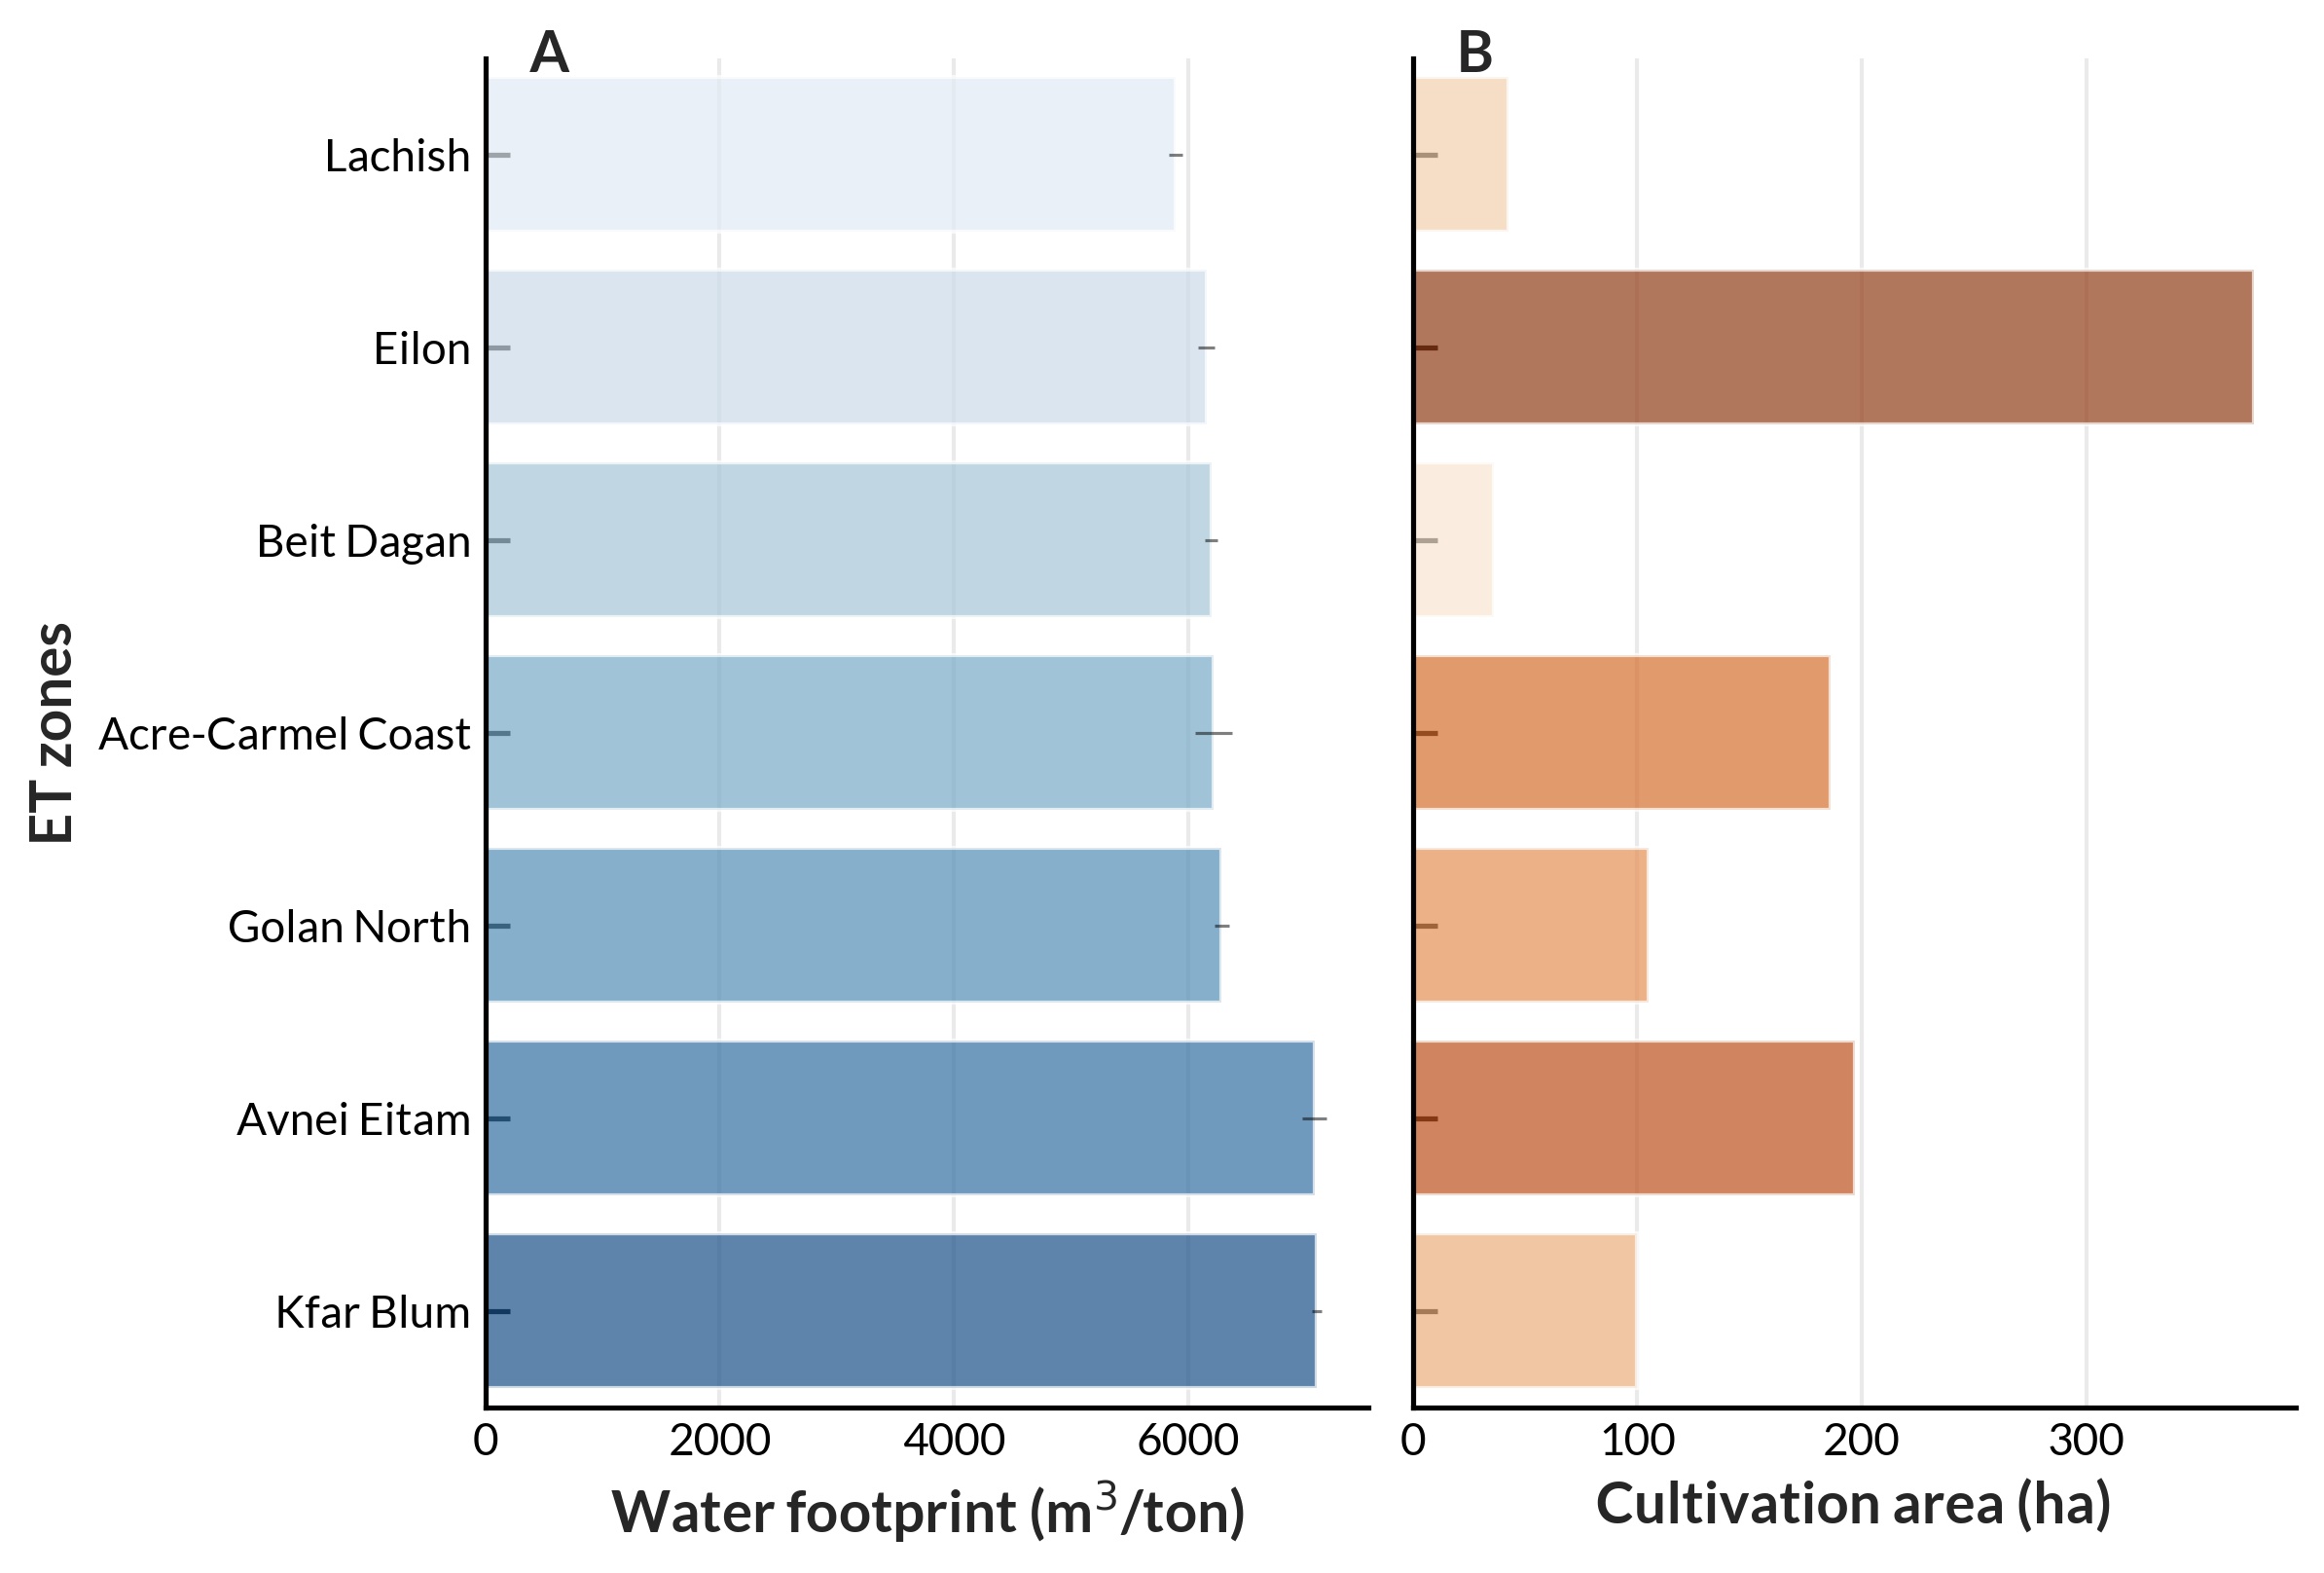 A
B
ET zones
Lachish
Eilon
Beit Dagan
Acre-Carmel Coast
Golan North
Avnei Eitam
Kfar Blum
0 2000 4000 6000
0 100 200 300
Water footprint (m³/ton)
Cultivation area (ha)